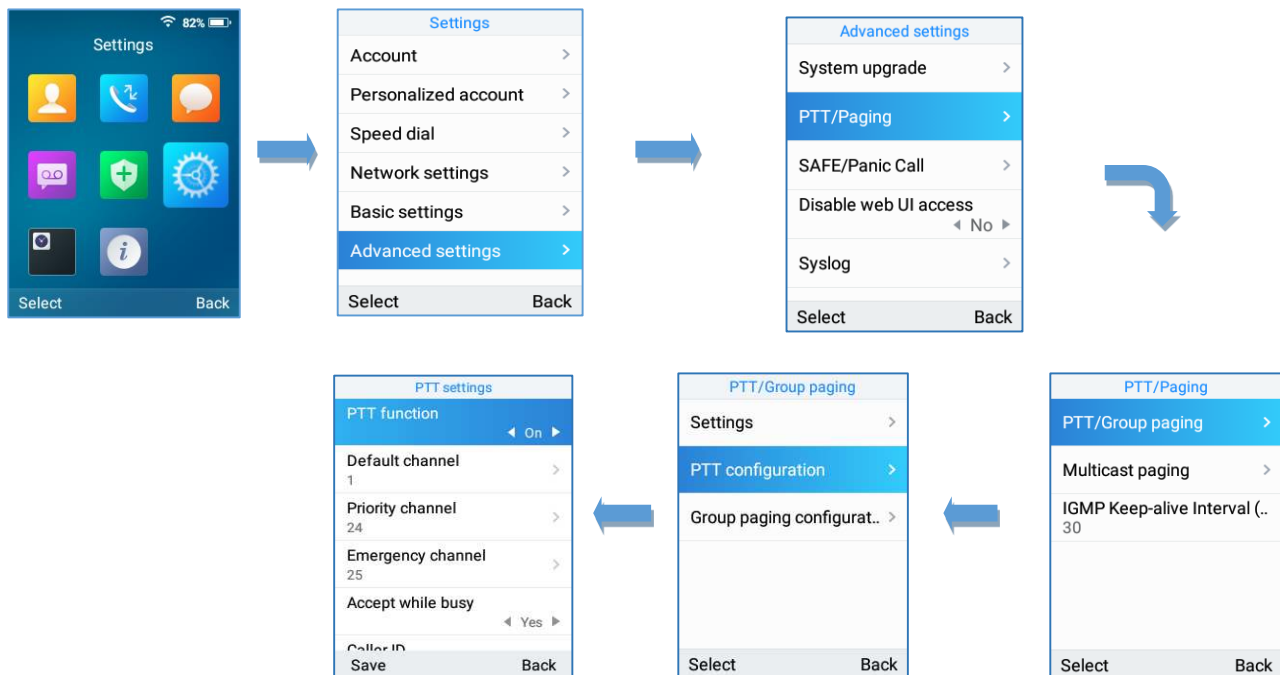 82%
Settings
Select Back
Settings
Account
Personalized account
Speed dial
Network settings
Basic settings
Advanced settings
Select Back
Advanced settings
System upgrade
PTT/Paging
SAFE/Panic Call
Disable web UI access
No
Syslog
Select Back
PTT/Paging
PTT/Group paging
Multicast paging
IGMP Keep-alive Interval (..
30
Select Back
PTT/Group paging
Settings
PTT configuration
Group paging configurat..
Select Back
PTT settings
PTT function
On
Default channel
1
Priority channel
24
Emergency channel
25
Accept while busy
Yes
Caller ID
Save Back